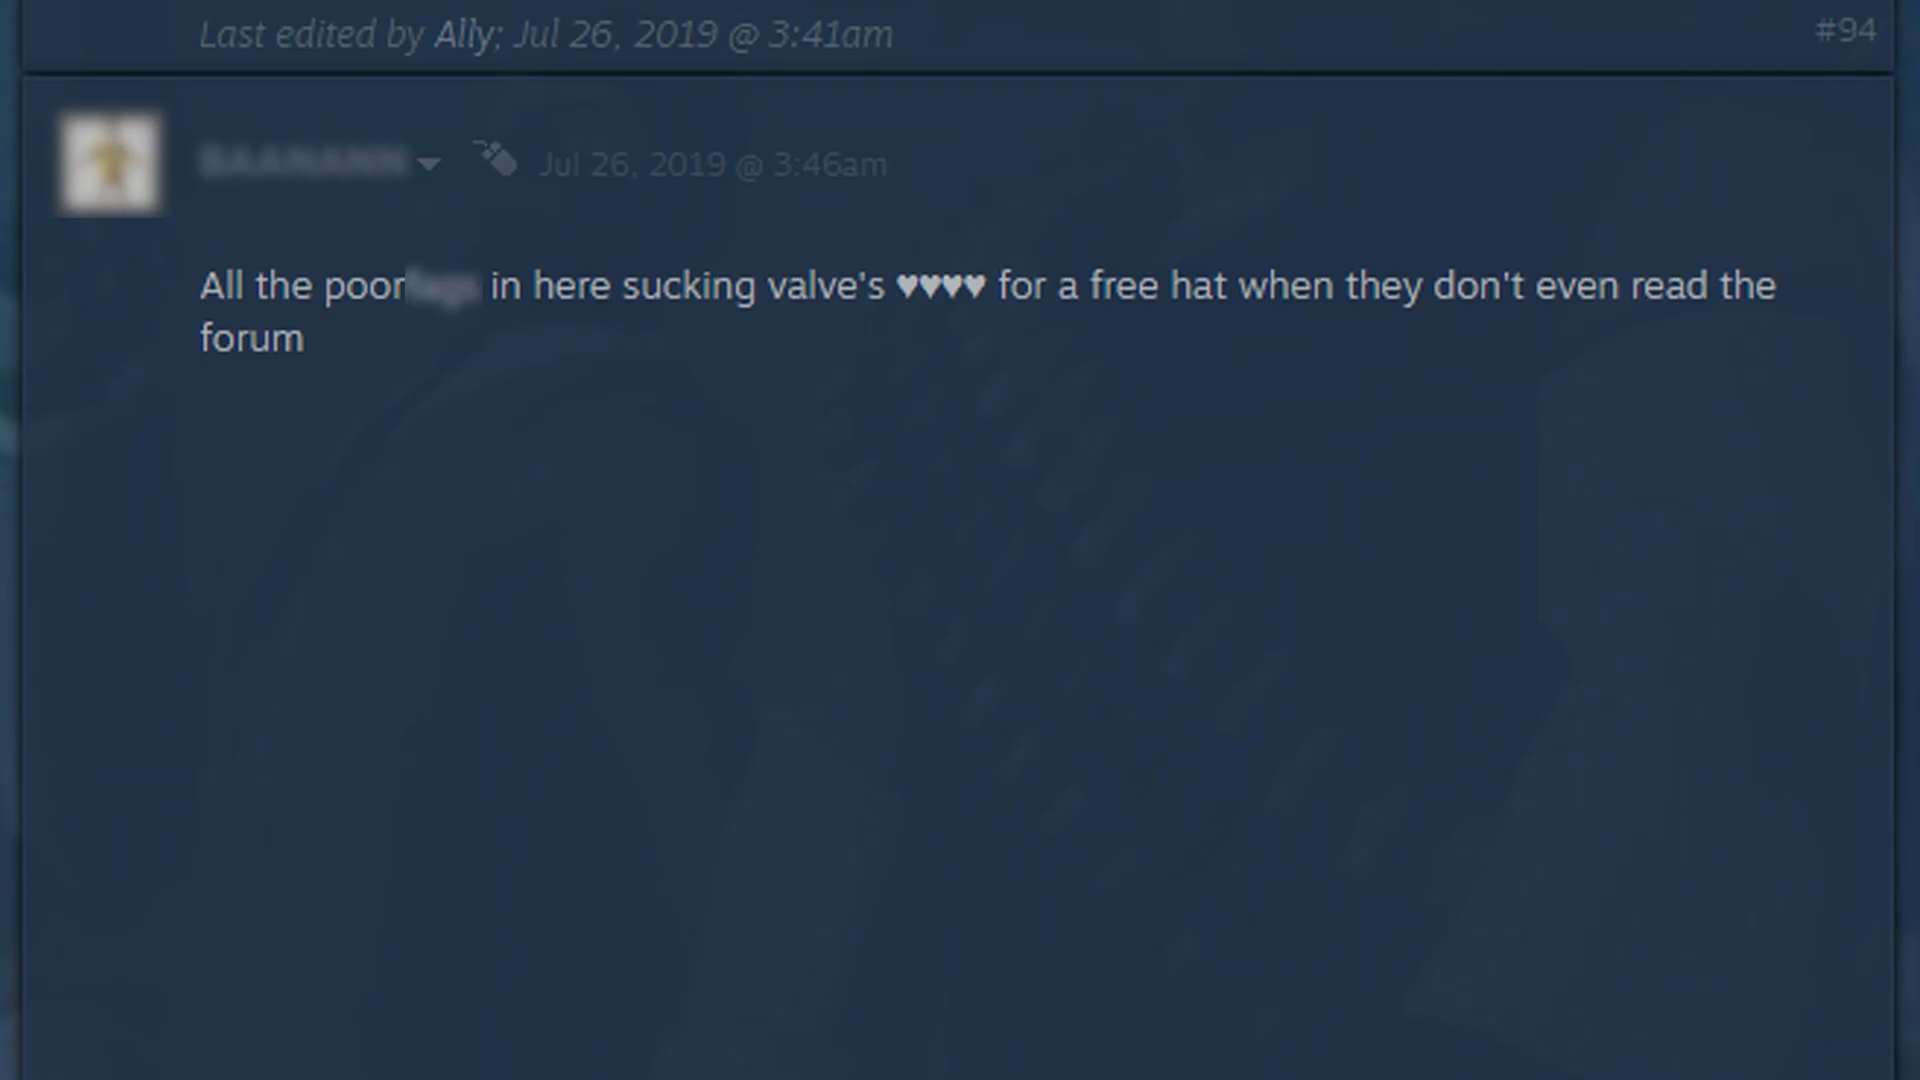 Last edited by Ally; Jul 26, 2019 @ 3:41am
#94
Jul 26, 2019 @ 3:46am
All the poor in here sucking valve's ♥♥♥♥ for a free hat when they don't even read the
forum